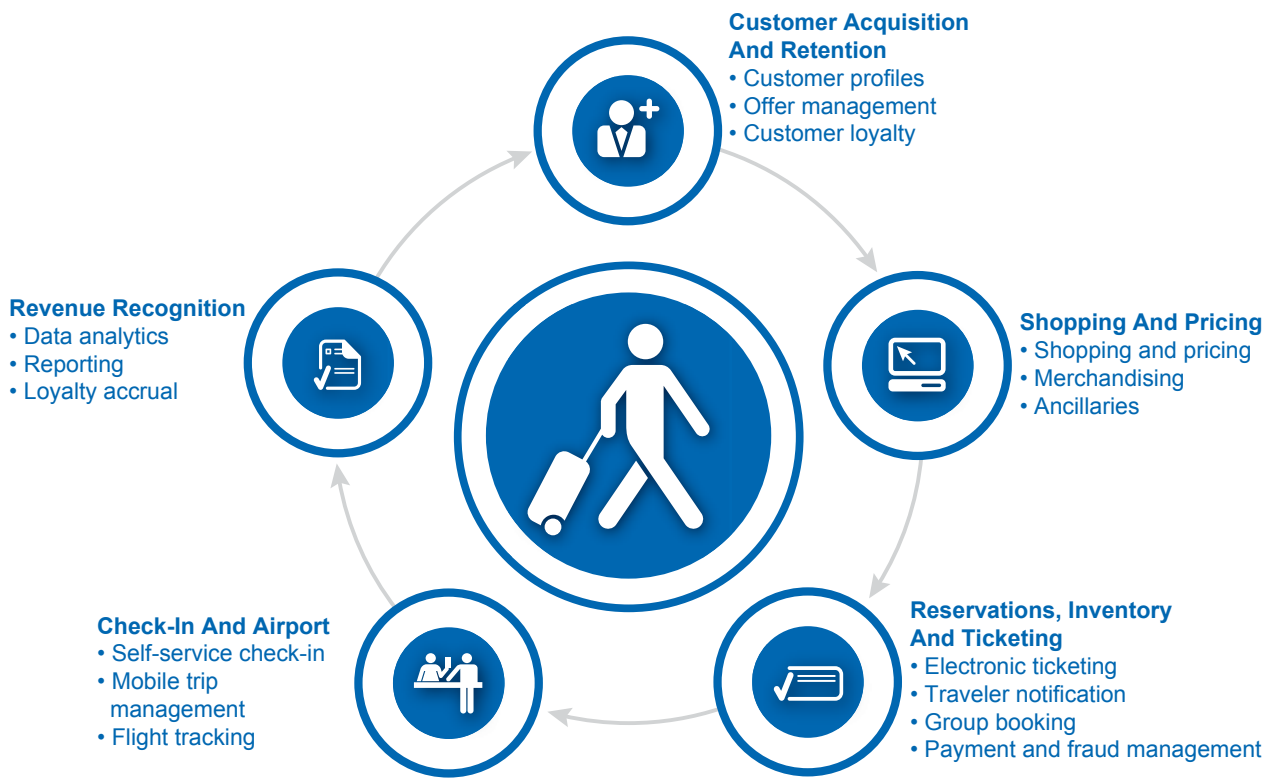 Customer Acquisition
And Retention
• Customer profiles
• Offer management
• Customer loyalty
Shopping And Pricing
• Shopping and pricing
• Merchandising
• Ancillaries
Reservations, Inventory
And Ticketing
• Electronic ticketing
• Traveler notification
• Group booking
• Payment and fraud management
Check-In And Airport
• Self-service check-in
• Mobile trip
management
• Flight tracking
Revenue Recognition
• Data analytics
• Reporting
• Loyalty accrual